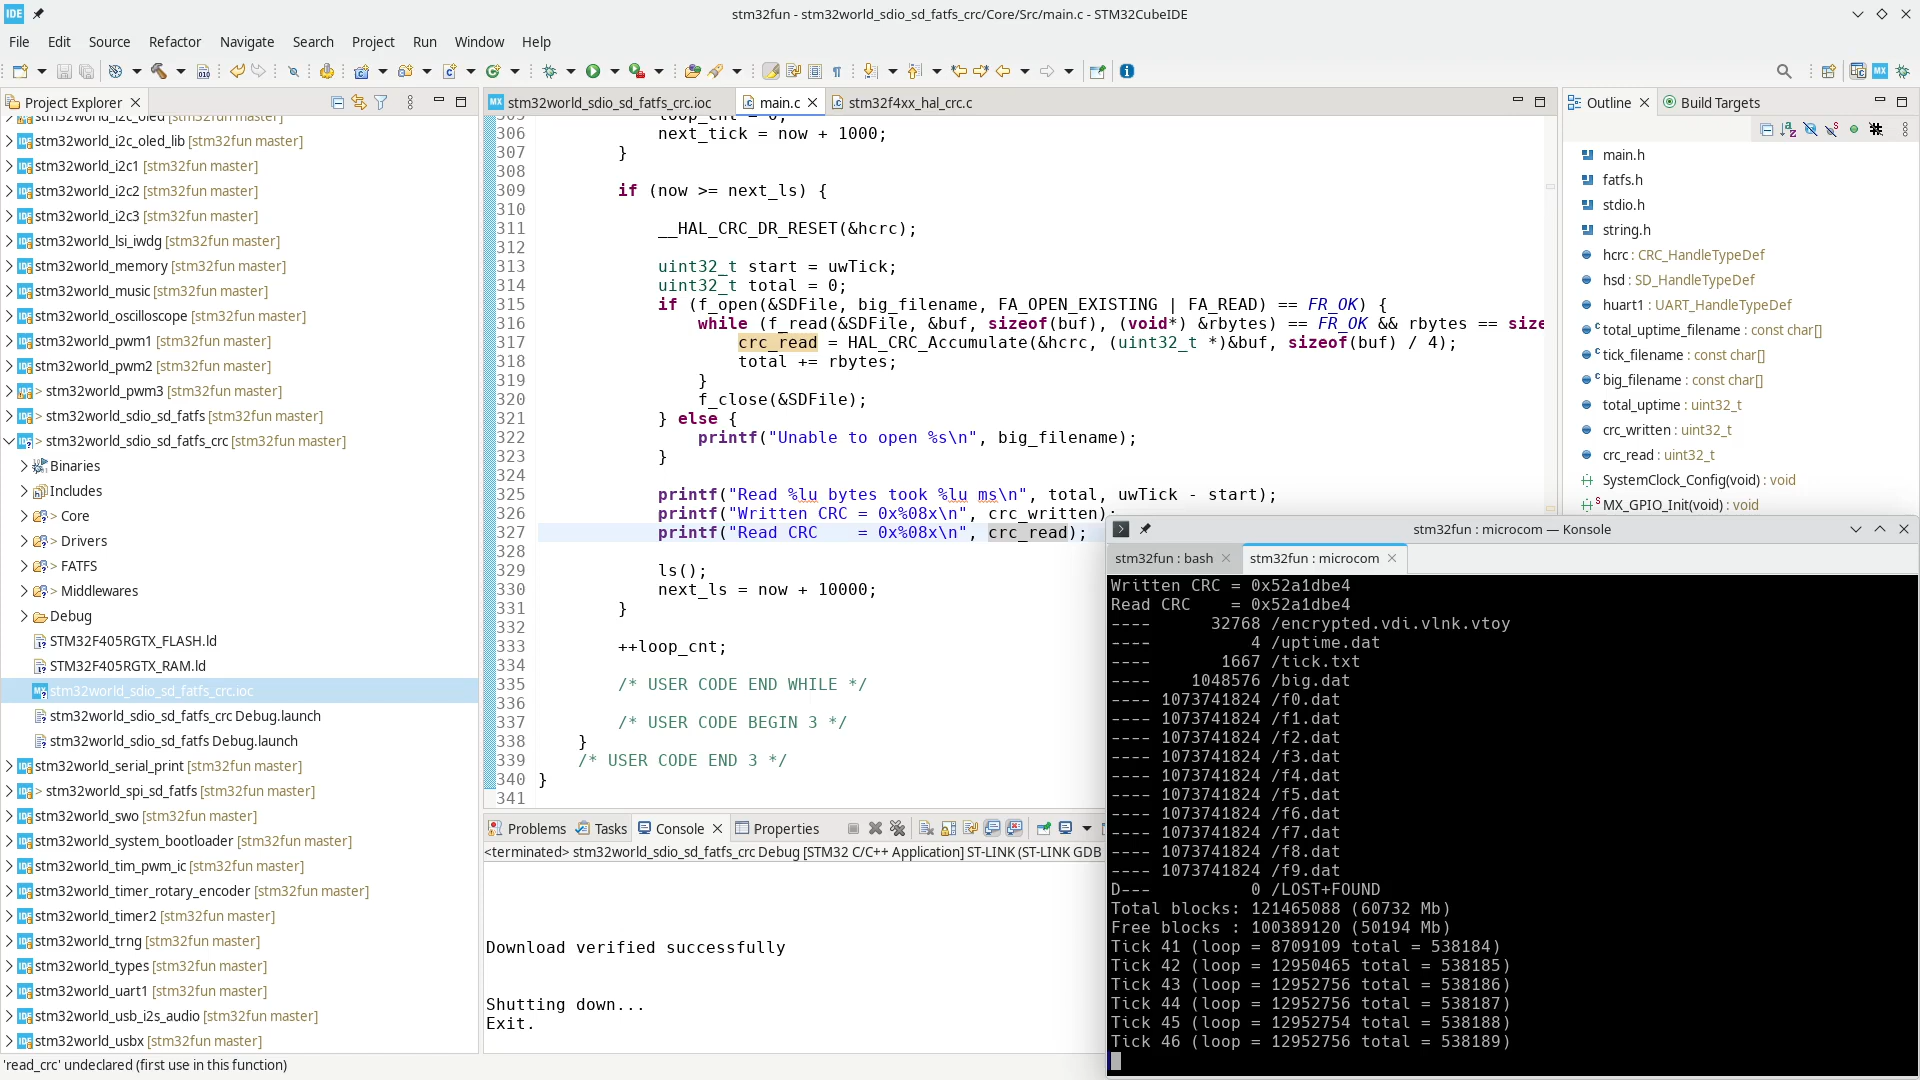 IDE
stm32fun - stm32world_sdio_sd_fatfs_crc/Core/Src/main.c - STM32CubeIDE
File Edit Source Refactor Navigate Search Project Run Window Help
Project Explorer
stm32world_i2c_oled [stm32fun master]
stm32world_i2c_oled_lib [stm32fun master]
stm32world_i2c1 [stm32fun master]
stm32world_i2c2 [stm32fun master]
stm32world_i2c3 [stm32fun master]
stm32world_lsi_iwdg [stm32fun master]
stm32world_memory [stm32fun master]
stm32world_music [stm32fun master]
stm32world_oscilloscope [stm32fun master]
stm32world_pwm1 [stm32fun master]
stm32world_pwm2 [stm32fun master]
> stm32world_pwm3 [stm32fun master]
> stm32world_sdio_sd_fatfs [stm32fun master]
> stm32world_sdio_sd_fatfs_crc [stm32fun master]
Binaries
Includes
> Core
> Drivers
> FATFS
> Middlewares
Debug
STM32F405RGTX_FLASH.ld
STM32F405RGTX_RAM.ld
stm32world_sdio_sd_fatfs_crc.ioc
stm32world_sdio_sd_fatfs_crc Debug.launch
stm32world_sdio_sd_fatfs Debug.launch
stm32world_serial_print [stm32fun master]
> stm32world_spi_sd_fatfs [stm32fun master]
stm32world_swo [stm32fun master]
stm32world_system_bootloader [stm32fun master]
stm32world_tim_pwm_ic [stm32fun master]
stm32world_timer_rotary_encoder [stm32fun master]
stm32world_timer2 [stm32fun master]
stm32world_trng [stm32fun master]
stm32world_types [stm32fun master]
stm32world_uart1 [stm32fun master]
stm32world_usb_i2s_audio [stm32fun master]
stm32world_usbx [stm32fun master]
'read_crc' undeclared (first use in this function)
MX stm32world_sdio_sd_fatfs_crc.ioc main.c stm32f4xx_hal_crc.c
305 loop_cnt = 0;
306 next_tick = now + 1000;
307 }
308
309 if (now >= next_ls) {
310
311 __HAL_CRC_DR_RESET(&hcrc);
312
313 uint32_t start = uwTick;
314 uint32_t total = 0;
315 if (f_open(&SDFile, big_filename, FA_OPEN_EXISTING | FA_READ) == FR_OK) {
316 while (f_read(&SDFile, &buf, sizeof(buf), (void*) &rbytes) == FR_OK && rbytes == size
317 crc_read = HAL_CRC_Accumulate(&hcrc, (uint32_t *)&buf, sizeof(buf) / 4);
318 total += rbytes;
319 }
320 f_close(&SDFile);
321 } else {
322 printf("Unable to open %s\n", big_filename);
323 }
324
325 printf("Read %lu bytes took %lu ms\n", total, uwTick - start);
326 printf("Written CRC = 0x%08x\n", crc_written);
327 printf("Read CRC    = 0x%08x\n", crc_read);
328
329 ls();
330 next_ls = now + 10000;
331 }
332
333 ++loop_cnt;
334
335 /* USER CODE END WHILE */
336
337 /* USER CODE BEGIN 3 */
338 }
339 /* USER CODE END 3 */
340 }
341
Problems Tasks Console Properties
<terminated> stm32world_sdio_sd_fatfs_crc Debug [STM32 C/C++ Application] ST-LINK (ST-LINK GDB
Download verified successfully
Shutting down...
Exit.
Outline Build Targets
main.h
fatfs.h
stdio.h
string.h
hcrc : CRC_HandleTypeDef
hsd : SD_HandleTypeDef
huart1 : UART_HandleTypeDef
total_uptime_filename : const char[]
tick_filename : const char[]
big_filename : const char[]
total_uptime : uint32_t
crc_written : uint32_t
crc_read : uint32_t
SystemClock_Config(void) : void
MX_GPIO_Init(void) : void
stm32fun : microcom — Konsole
stm32fun : bash stm32fun : microcom
Written CRC = 0x52a1dbe4
Read CRC    = 0x52a1dbe4
----      32768 /encrypted.vdi.vlnk.vtoy
----          4 /uptime.dat
----       1667 /tick.txt
----    1048576 /big.dat
---- 1073741824 /f0.dat
---- 1073741824 /f1.dat
---- 1073741824 /f2.dat
---- 1073741824 /f3.dat
---- 1073741824 /f4.dat
---- 1073741824 /f5.dat
---- 1073741824 /f6.dat
---- 1073741824 /f7.dat
---- 1073741824 /f8.dat
---- 1073741824 /f9.dat
D---          0 /LOST+FOUND
Total blocks: 121465088 (60732 Mb)
Free blocks : 100389120 (50194 Mb)
Tick 41 (loop = 8709109 total = 538184)
Tick 42 (loop = 12950465 total = 538185)
Tick 43 (loop = 12952756 total = 538186)
Tick 44 (loop = 12952756 total = 538187)
Tick 45 (loop = 12952754 total = 538188)
Tick 46 (loop = 12952756 total = 538189)